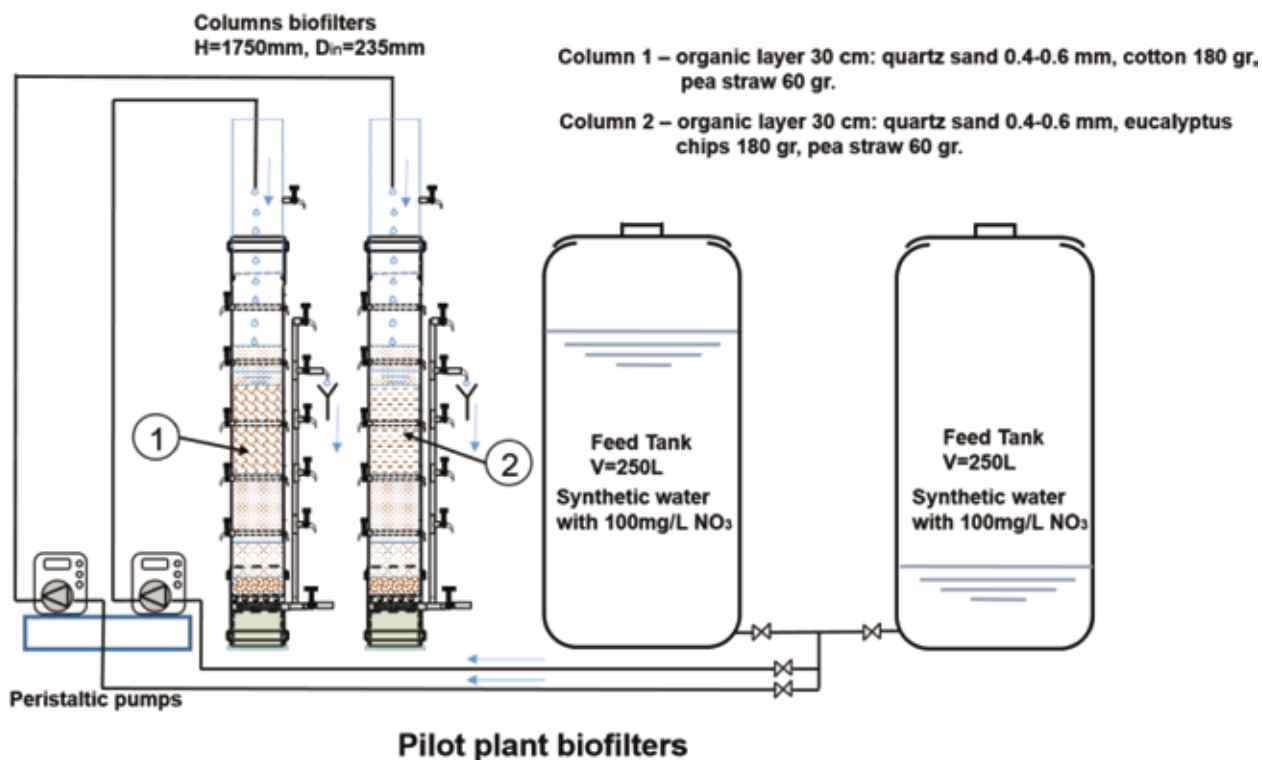 Columns biofilters
H=1750mm, Din=235mm
Column 1 – organic layer 30 cm: quartz sand 0.4-0.6 mm, cotton 180 gr,
pea straw 60 gr.
Column 2 – organic layer 30 cm: quartz sand 0.4-0.6 mm, eucalyptus
chips 180 gr, pea straw 60 gr.
1
2
Feed Tank
V=250L
Synthetic water
with 100mg/L NO3
Feed Tank
V=250L
Synthetic water
with 100mg/L NO3
Peristaltic pumps
Pilot plant biofilters